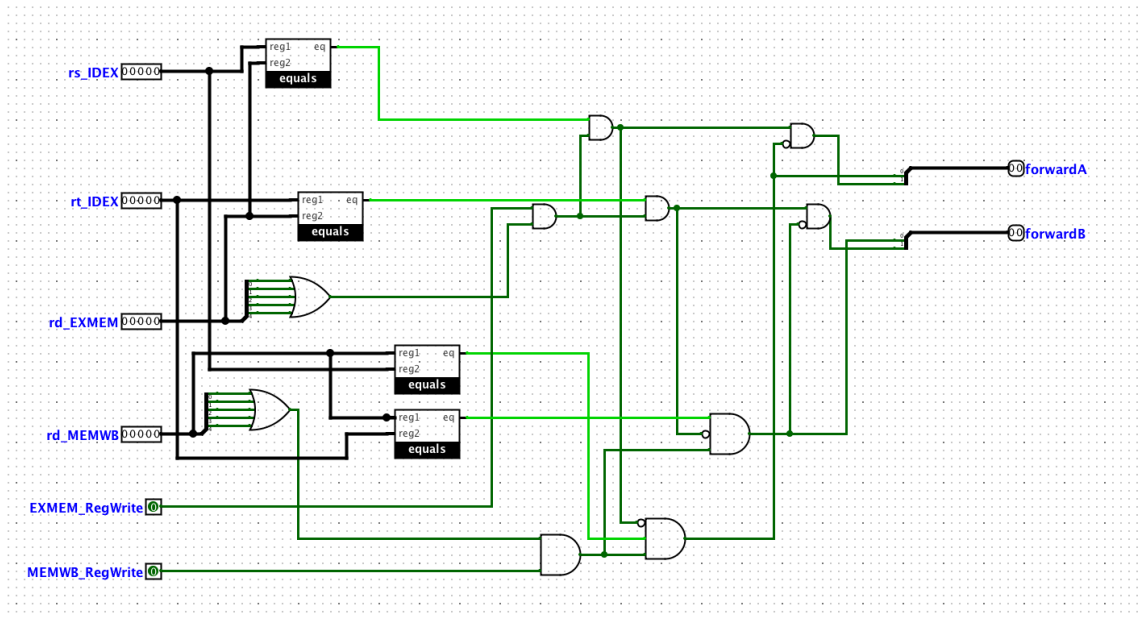 reg1 eq
reg2
equals
rs_IDEX 00000
00 forwardA
rt_IDEX 00000
reg1 eq
reg2
equals
00 forwardB
rd_EXMEM 00000
reg1 eq
reg2
equals
rd_MEMWB 00000
reg1 eq
reg2
equals
EXMEM_RegWrite 0
MEMWB_RegWrite 0